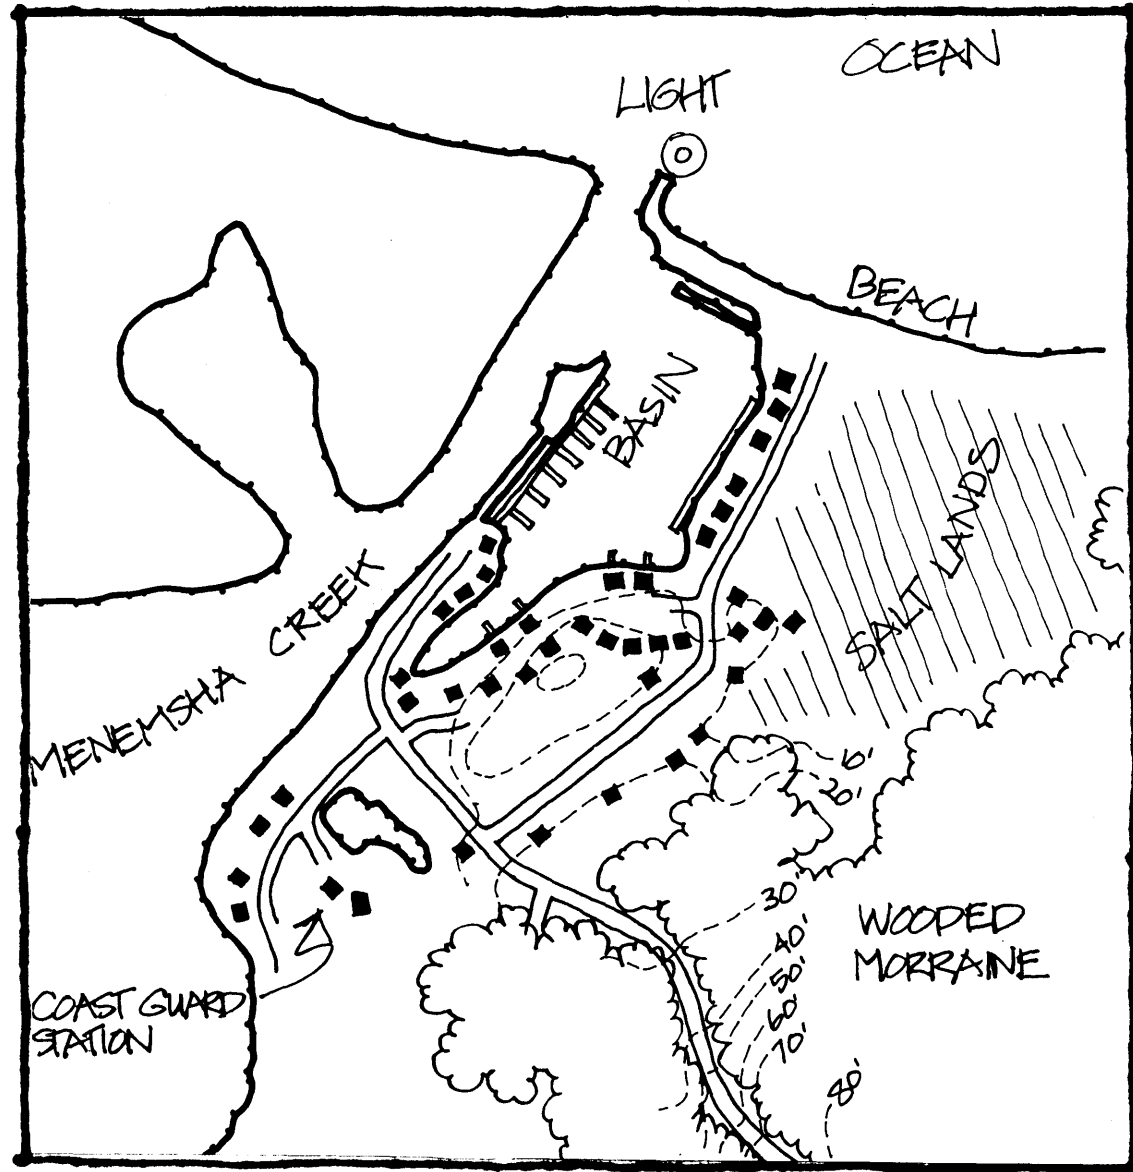 OCEAN
LIGHT
BEACH
BASIN
SALT LANDS
MENEMSHA CREEK
10'
20'
30'
40'
50'
60'
70'
80'
WOODED
MORRAINE
COAST GUARD
STATION